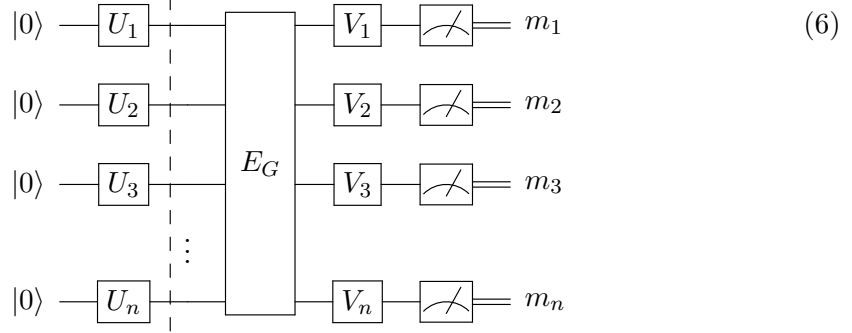 |0⟩ U₁ V₁ m₁ (6)
|0⟩ U₂ V₂ m₂
E_G
|0⟩ U₃ V₃ m₃
⋮
|0⟩ Uₙ Vₙ mₙ